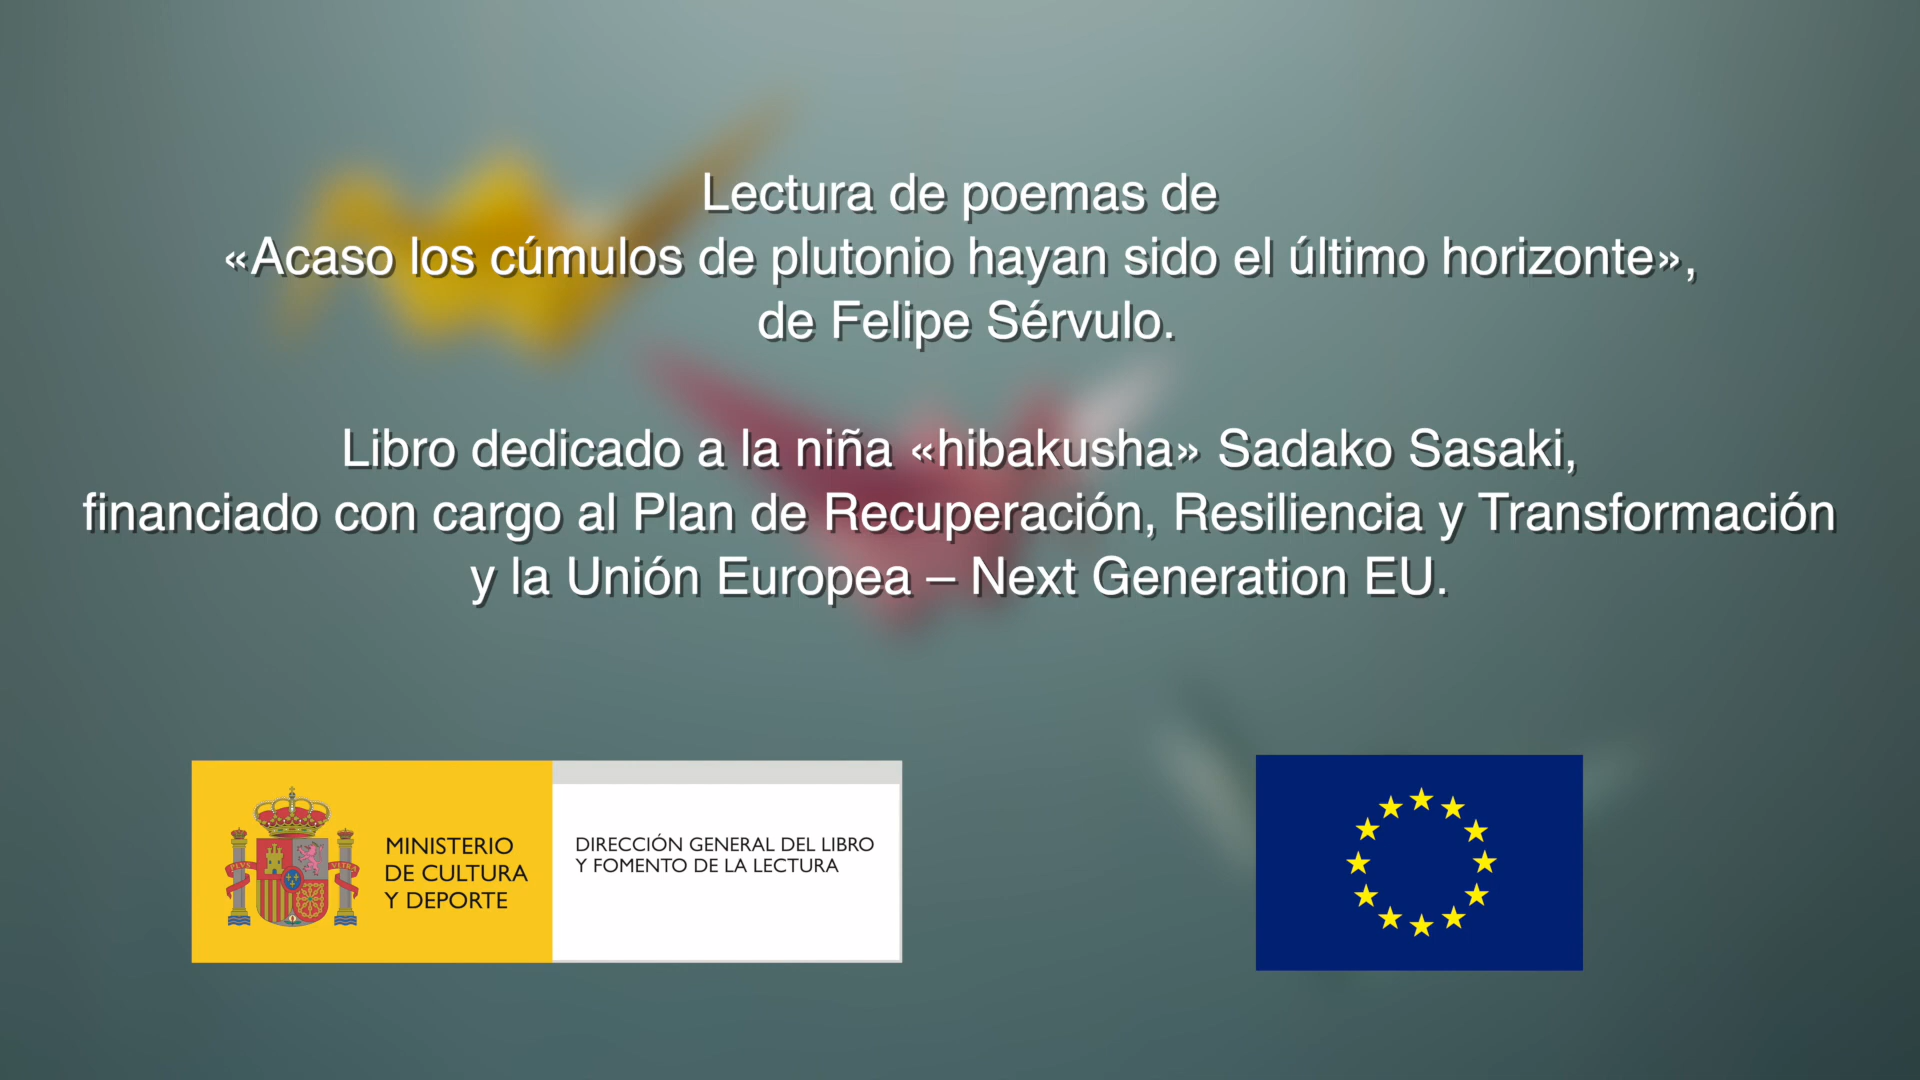 Lectura de poemas de
«Acaso los cúmulos de plutonio hayan sido el último horizonte»,
de Felipe Sérvulo.
Libro dedicado a la niña «hibakusha» Sadako Sasaki,
financiado con cargo al Plan de Recuperación, Resiliencia y Transformación
y la Unión Europea – Next Generation EU.
PLVS VLTRA
MINISTERIO
DE CULTURA
Y DEPORTE
DIRECCIÓN GENERAL DEL LIBRO
Y FOMENTO DE LA LECTURA